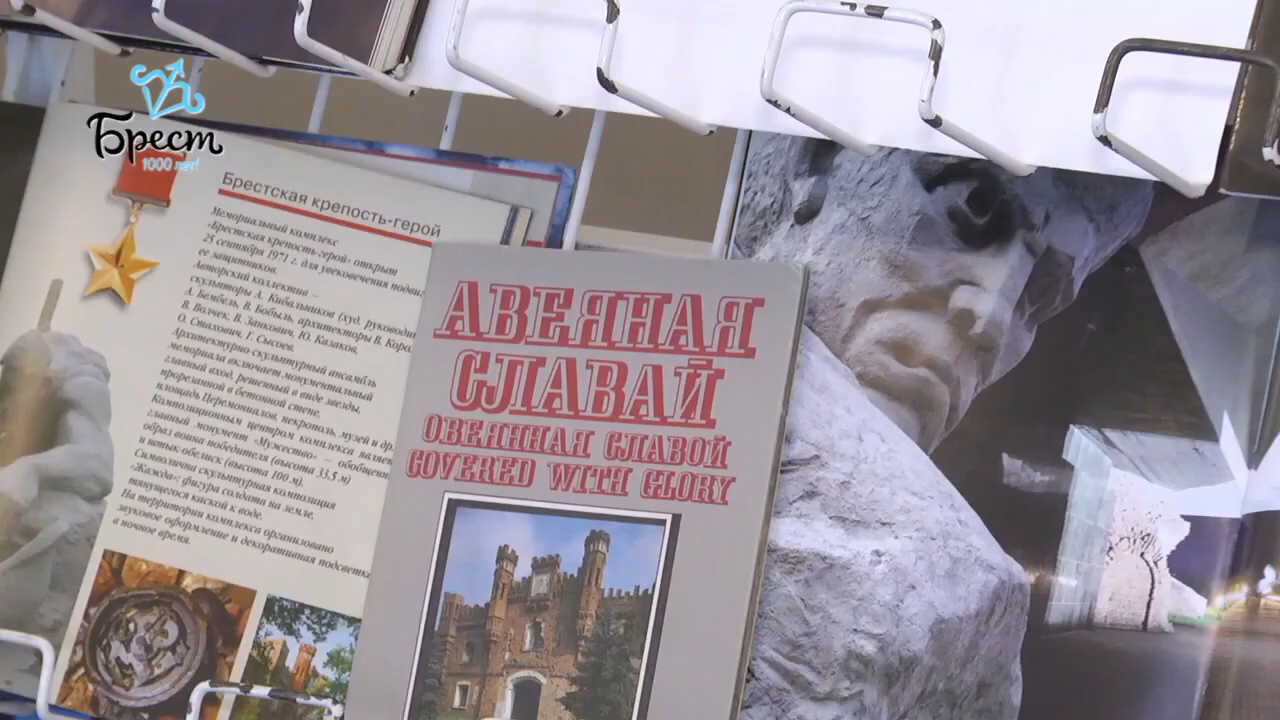 Брест
1000 лет!
Брестская крепость-герой
Мемориальный комплекс
«Брестская крепость-герой» открыт
25 сентября 1971 г. для увековечения
ее защитников.
Авторский коллектив –
скульпторы А. Кибальников (худ.
А. Бембель, В. Бобыль, архитекторы В.
В. Волчек, В. Занкович, Ю. Казаков,
О. Стахович, Г. Сысоев.
Архитектурно-скульптурный ансамбль
мемориала включает монументальный
главный вход, решенный в виде звезды,
прорезанной в бетонной стене,
площадь Церемониалов, некрополь, музей и др.
Композиционным центром комплекса
главный монумент «Мужество» –
образ воина-победителя (высота 33,5 м)
и штык-обелиск (высота 100 м).
Символична скульптурная композиция
«Жажда»: фигура солдата на земле,
тянущегося каской к воде.
На территории комплекса организовано
звуковое оформление и декоративная подсветка
в ночное время.
АВЕЯНАЯ
СЛАВАЙ
ОВЕЯННАЯ СЛАВОЙ
COVERED WITH GLORY